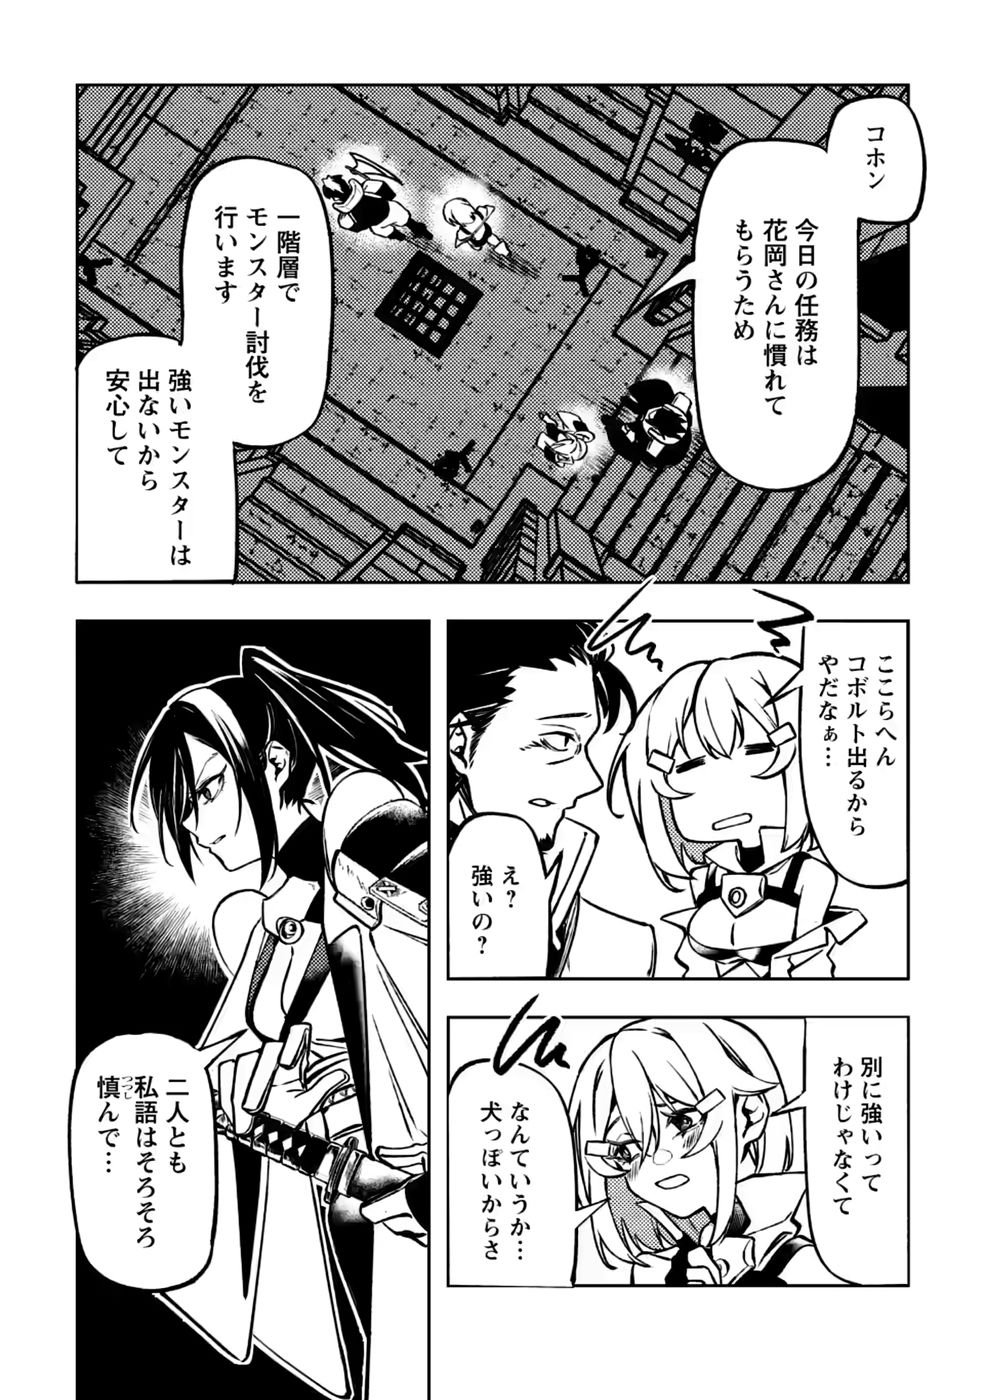 コホン
今日の任務は
花岡さんに慣れて
もらうため
一階層で
モンスター討伐を
行います
強いモンスターは
出ないから
安心して
ここらへん
コボルト出るから
やだなぁ…
え?
強いの?
別に強いって
わけじゃなくて
なんていうか…
犬っぽいからさ
二人とも
私語はそろそろ
慎んで…
つつし